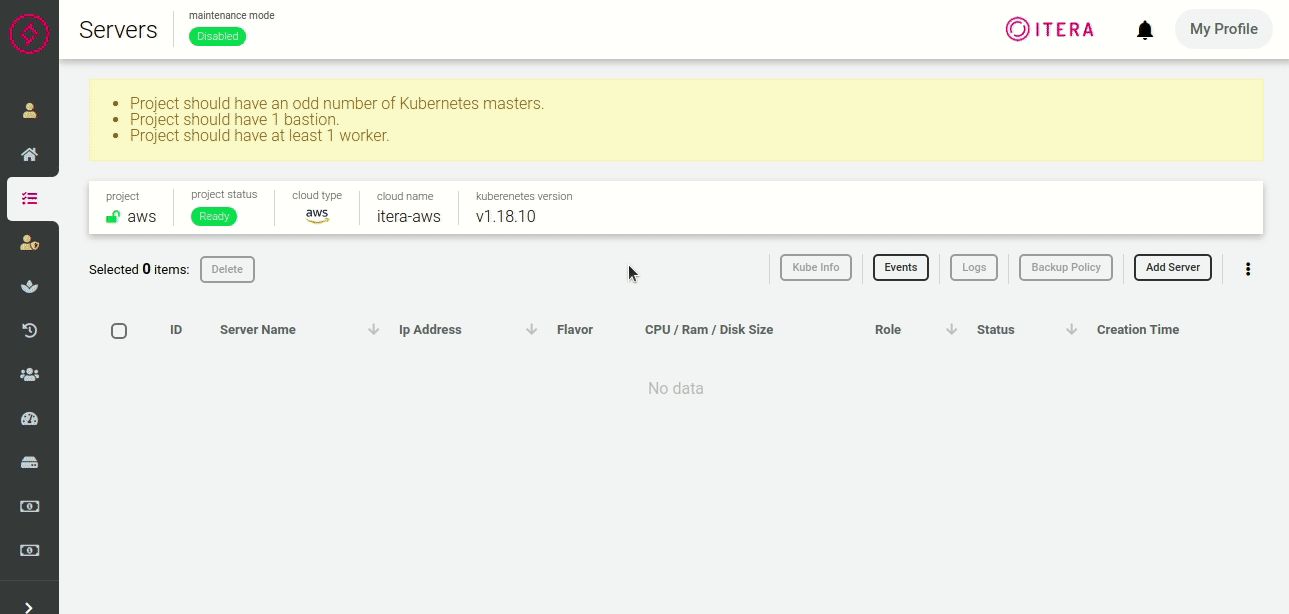 Servers
maintenance mode
Disabled
ITERA
My Profile
Project should have an odd number of Kubernetes masters.
Project should have 1 bastion.
Project should have at least 1 worker.
project
aws
project status
Ready
cloud type
aws
cloud name
itera-aws
kuberenetes version
v1.18.10
Selected 0 items:
Delete
Kube Info
Events
Logs
Backup Policy
Add Server
ID
Server Name
Ip Address
Flavor
CPU / Ram / Disk Size
Role
Status
Creation Time
No data